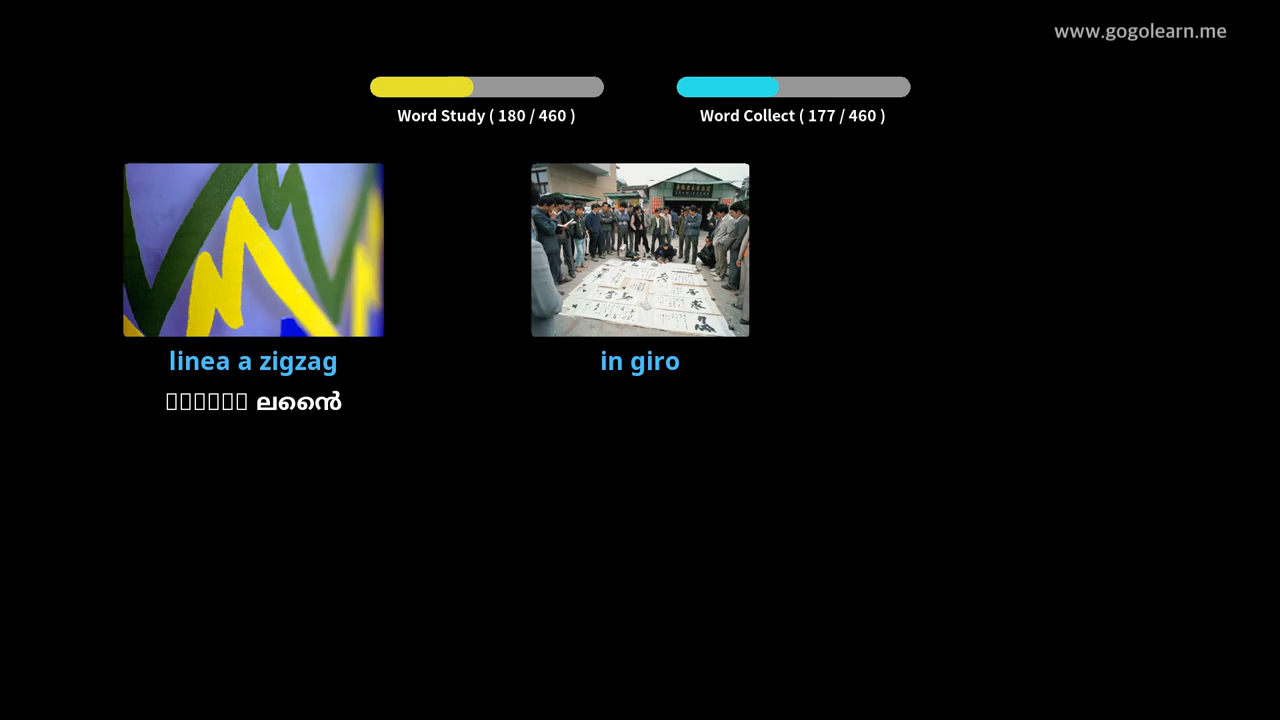 www.gogolearn.me
Word Study ( 180 / 460 )
Word Collect ( 177 / 460 )
linea a zigzag
in giro
ലൈൻ